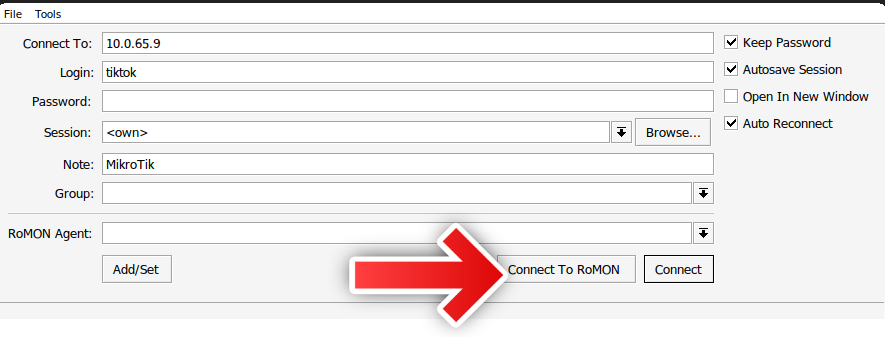 File Tools
Connect To: 10.0.65.9 Keep Password
Login: tiktok Autosave Session
Password: Open In New Window
Session: <own> Browse... Auto Reconnect
Note: MikroTik
Group:
RoMON Agent:
Add/Set Connect To RoMON Connect